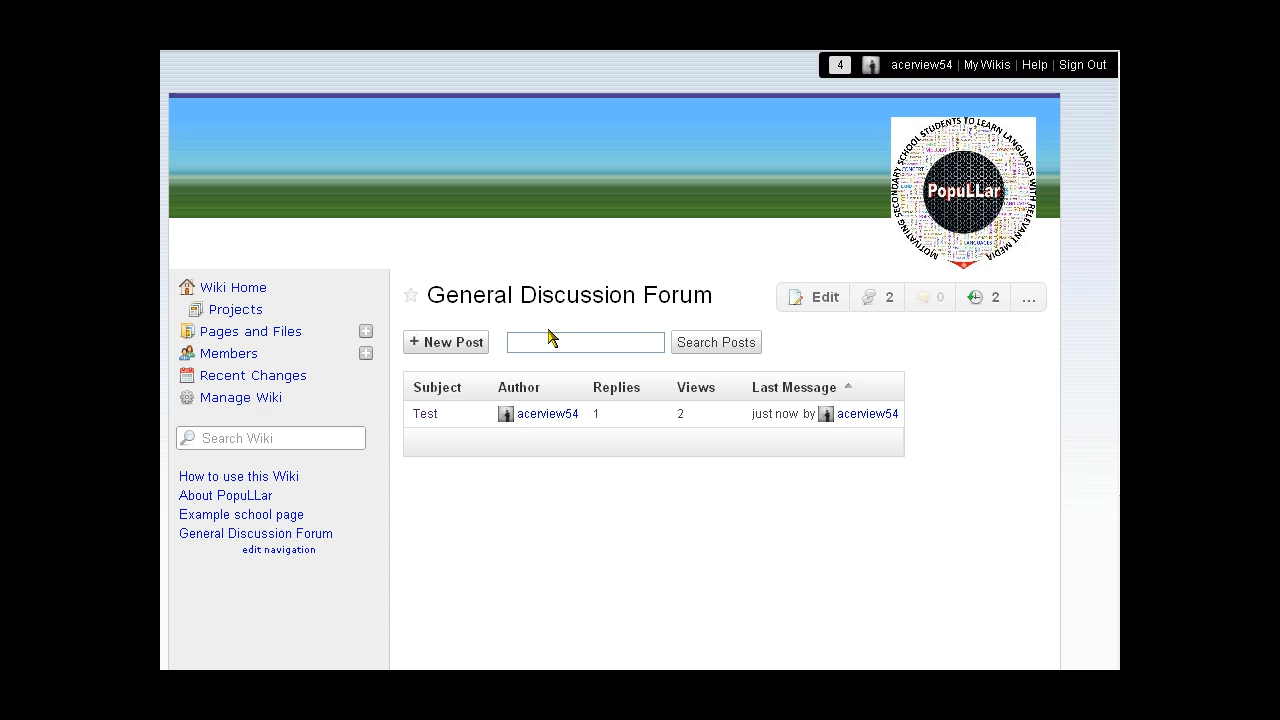 4 acerview54 | My Wikis | Help | Sign Out
MOTIVATING SECONDARY SCHOOL STUDENTS TO LEARN LANGUAGES WITH RELEVANT MEDIA
PopuLLar
Wiki Home
Projects
Pages and Files
Members
Recent Changes
Manage Wiki
Search Wiki
How to use this Wiki
About PopuLLar
Example school page
General Discussion Forum
edit navigation
General Discussion Forum
Edit 2 0 2 ...
+ New Post Search Posts
Subject Author Replies Views Last Message
Test acerview54 1 2 just now by acerview54